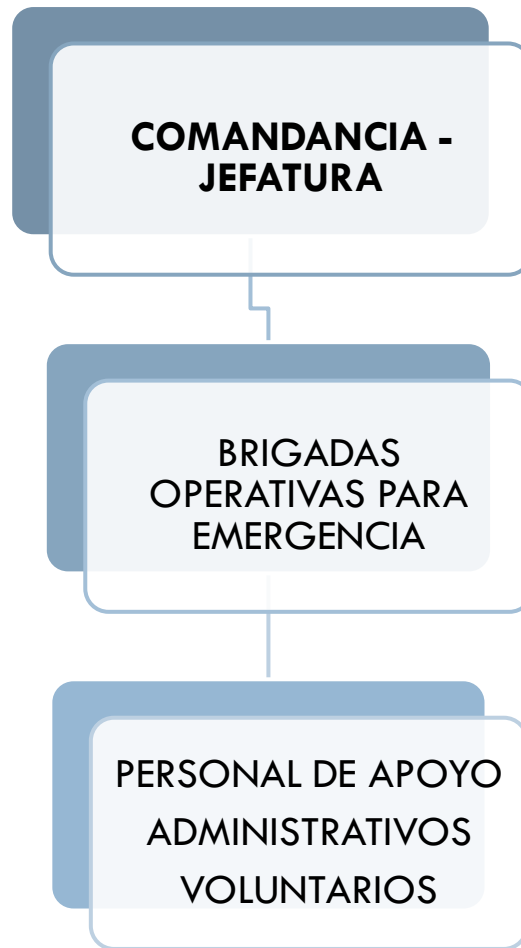 COMANDANCIA -
JEFATURA
BRIGADAS
OPERATIVAS PARA
EMERGENCIA
PERSONAL DE APOYO
ADMINISTRATIVOS
VOLUNTARIOS